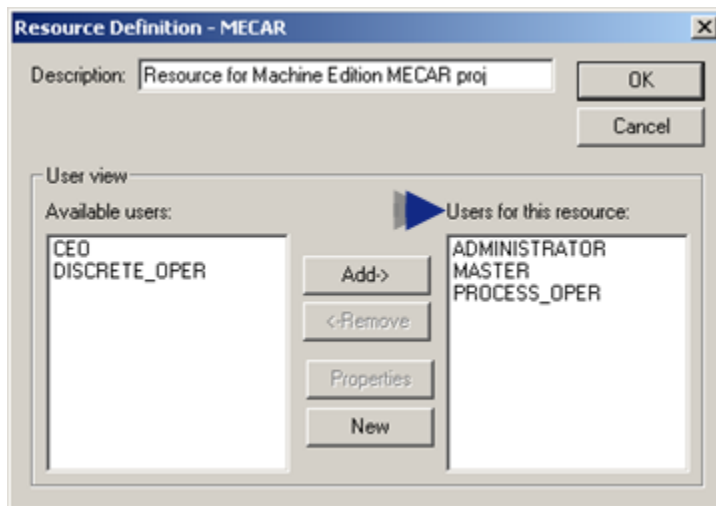 Resource Definition - MECAR
Description: Resource for Machine Edition MECAR proj
OK
Cancel
User view
Available users:
CEO
DISCRETE_OPER
Add->
<-Remove
Properties
New
Users for this resource:
ADMINISTRATOR
MASTER
PROCESS_OPER